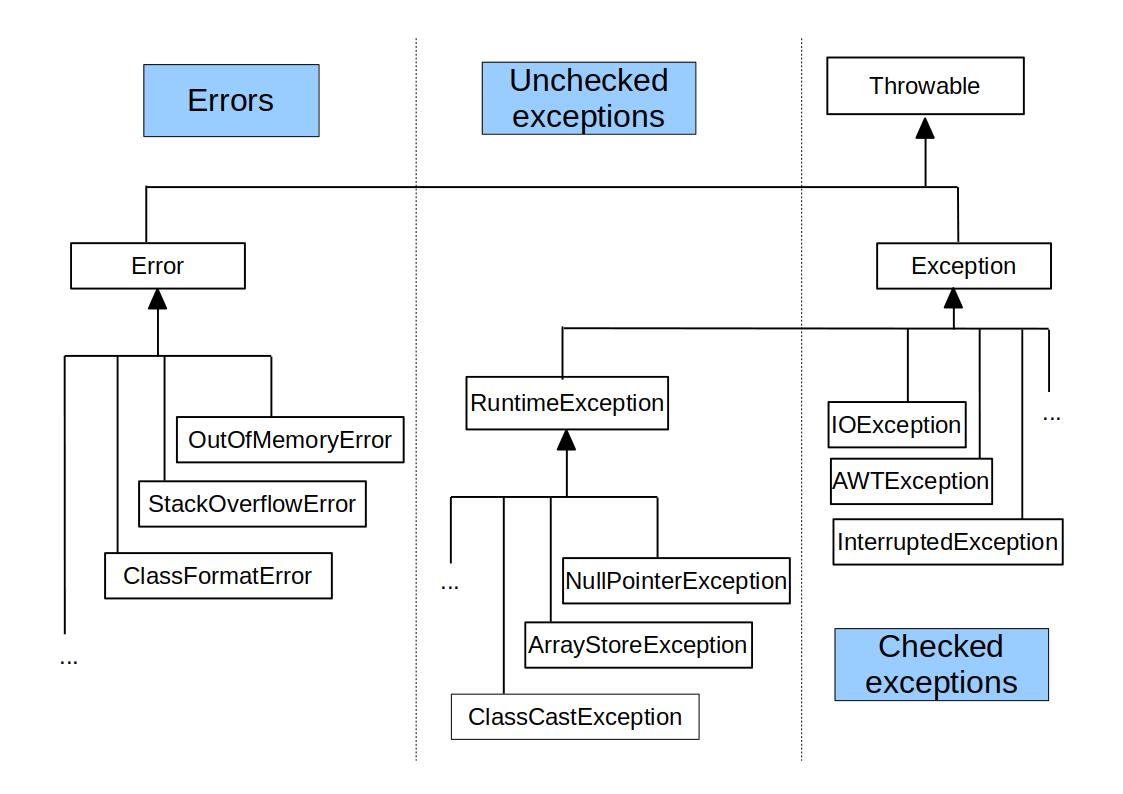 Errors
Unchecked
exceptions
Throwable
Error
Exception
RuntimeException
IOException
...
OutOfMemoryError
AWTException
StackOverflowError
InterruptedException
ClassFormatError
...
NullPointerException
ArrayStoreException
...
Checked
exceptions
ClassCastException